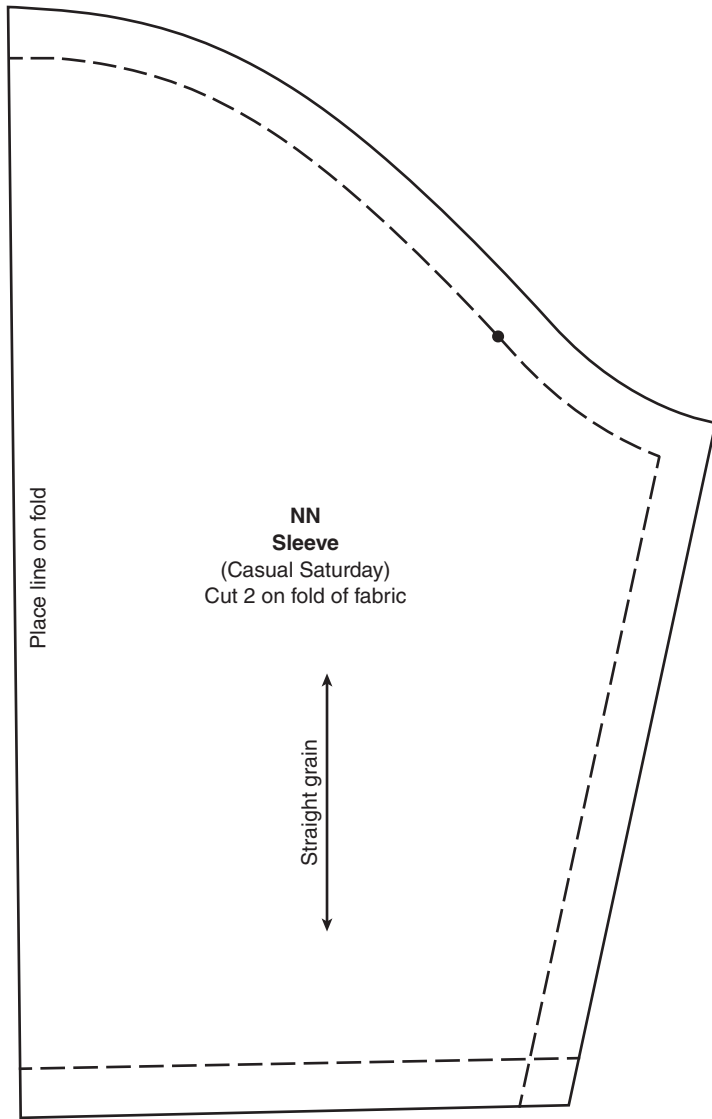 Place line on fold
NN
Sleeve
(Casual Saturday)
Cut 2 on fold of fabric
Straight grain